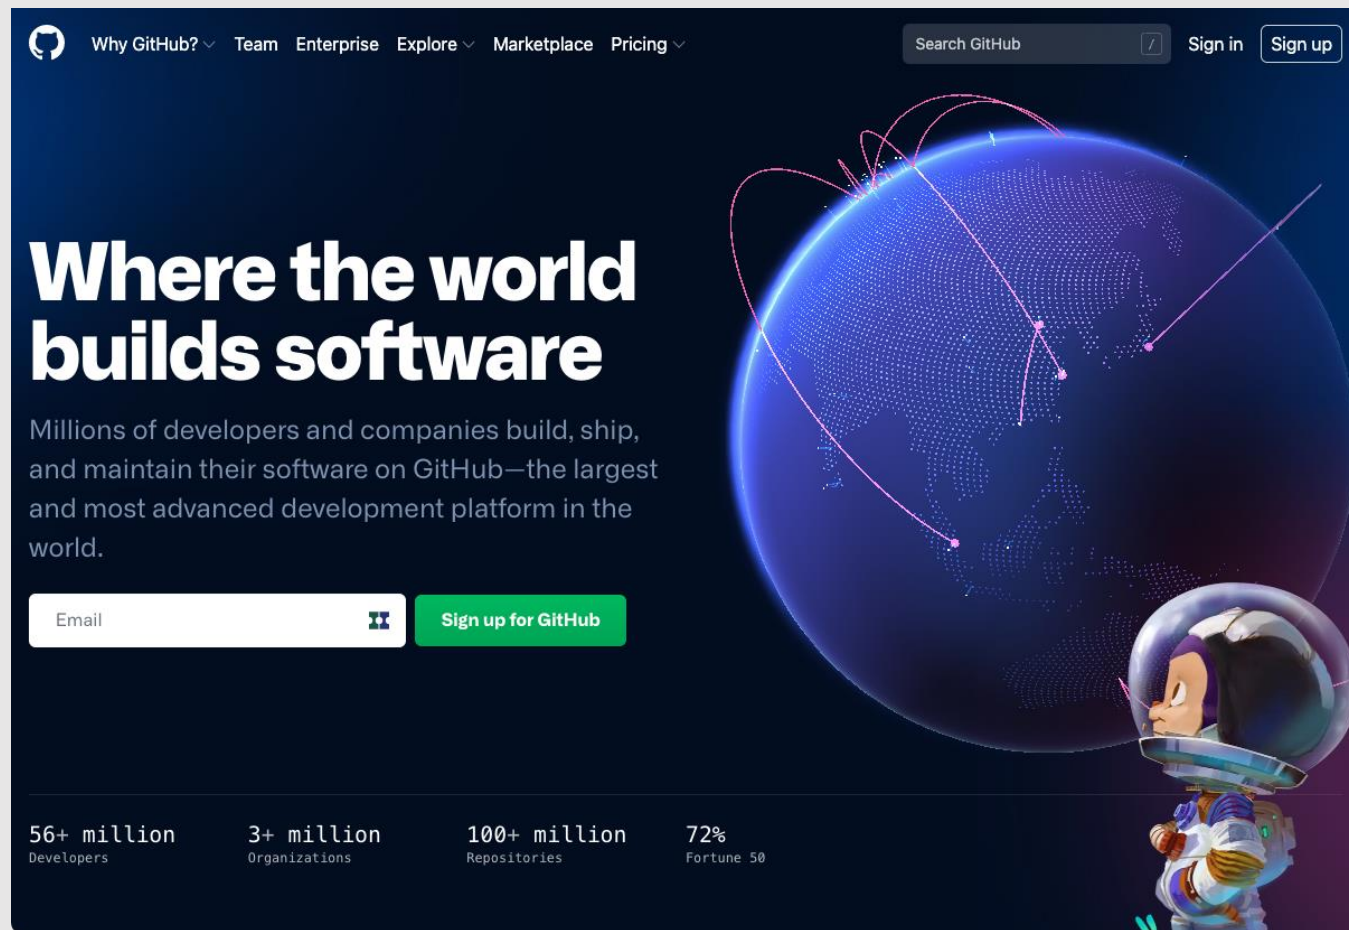 Why GitHub? Team Enterprise Explore Marketplace Pricing Search GitHub / Sign in Sign up
Where the world
builds software
Millions of developers and companies build, ship,
and maintain their software on GitHub—the largest
and most advanced development platform in the
world.
Email Sign up for GitHub
56+ million 3+ million 100+ million 72%
Developers Organizations Repositories Fortune 50